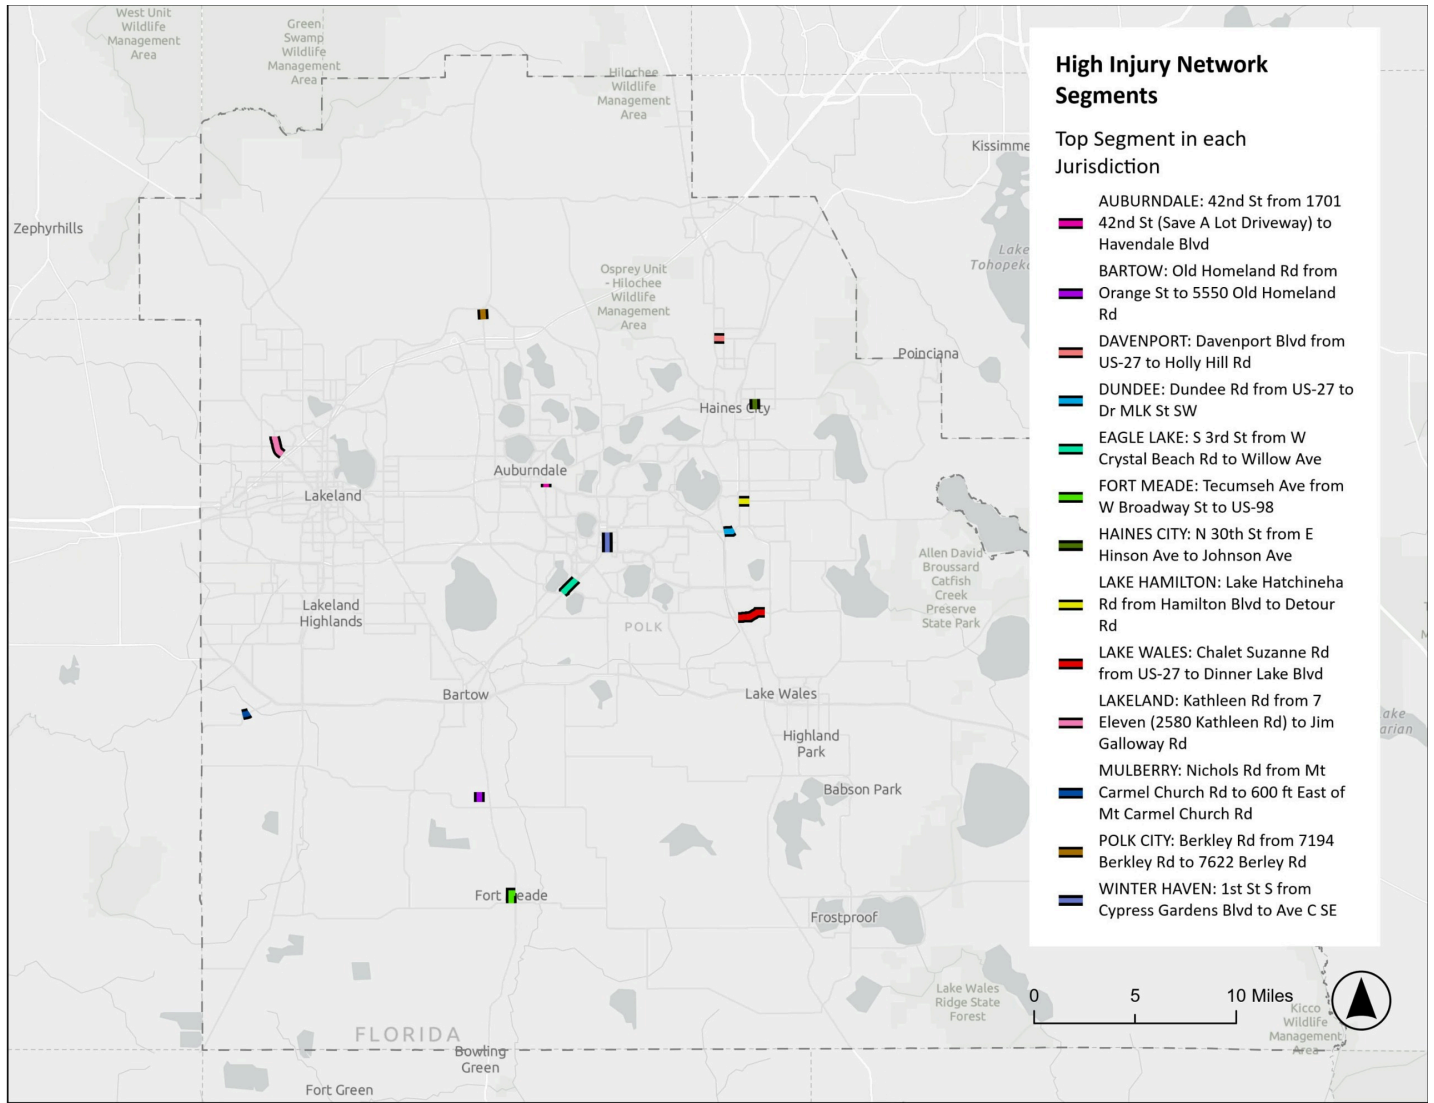 West Unit
Wildlife
Management
Area
Green
Swamp
Wildlife
Management
Area
Hilochee
Wildlife
Management
Area
Kissimme
Zephyrhills
Lake
Tohopeka
Osprey Unit
- Hilochee
Wildlife
Management
Area
Poinciana
Haines City
Auburndale
Lakeland
Allen David
Broussard
Catfish
Creek
Preserve
State Park
Lakeland
Highlands
POLK
Bartow
Lake Wales
Highland
Park
Babson Park
Fort Meade
Frostproof
Lake Wales
Ridge State
Forest
FLORIDA
Bowling
Green
Fort Green
Kicco
Wildlife
Management
Area
High Injury Network
Segments
Top Segment in each
Jurisdiction
AUBURNDALE: 42nd St from 1701
42nd St (Save A Lot Driveway) to
Havendale Blvd
BARTOW: Old Homeland Rd from
Orange St to 5550 Old Homeland
Rd
DAVENPORT: Davenport Blvd from
US-27 to Holly Hill Rd
DUNDEE: Dundee Rd from US-27 to
Dr MLK St SW
EAGLE LAKE: S 3rd St from W
Crystal Beach Rd to Willow Ave
FORT MEADE: Tecumseh Ave from
W Broadway St to US-98
HAINES CITY: N 30th St from E
Hinson Ave to Johnson Ave
LAKE HAMILTON: Lake Hatchineha
Rd from Hamilton Blvd to Detour
Rd
LAKE WALES: Chalet Suzanne Rd
from US-27 to Dinner Lake Blvd
LAKELAND: Kathleen Rd from 7
Eleven (2580 Kathleen Rd) to Jim
Galloway Rd
MULBERRY: Nichols Rd from Mt
Carmel Church Rd to 600 ft East of
Mt Carmel Church Rd
POLK CITY: Berkley Rd from 7194
Berkley Rd to 7622 Berley Rd
WINTER HAVEN: 1st St S from
Cypress Gardens Blvd to Ave C SE
0 5 10 Miles